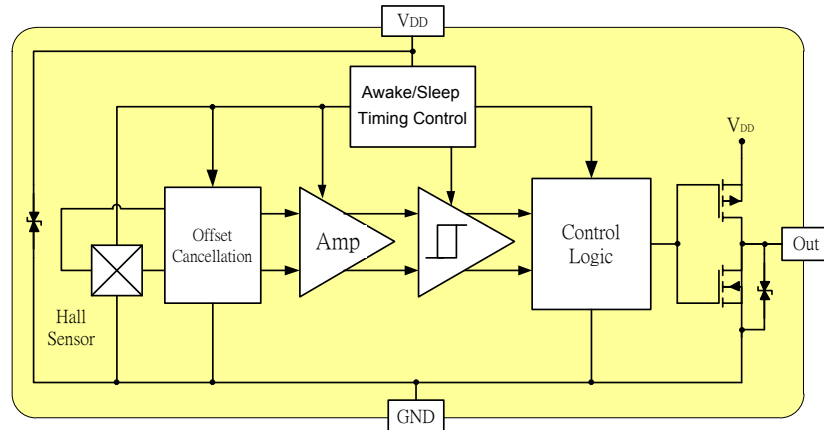 VDD
Awake/Sleep
Timing Control
VDD
Offset
Cancellation
Amp
Control
Logic
Out
Hall
Sensor
GND